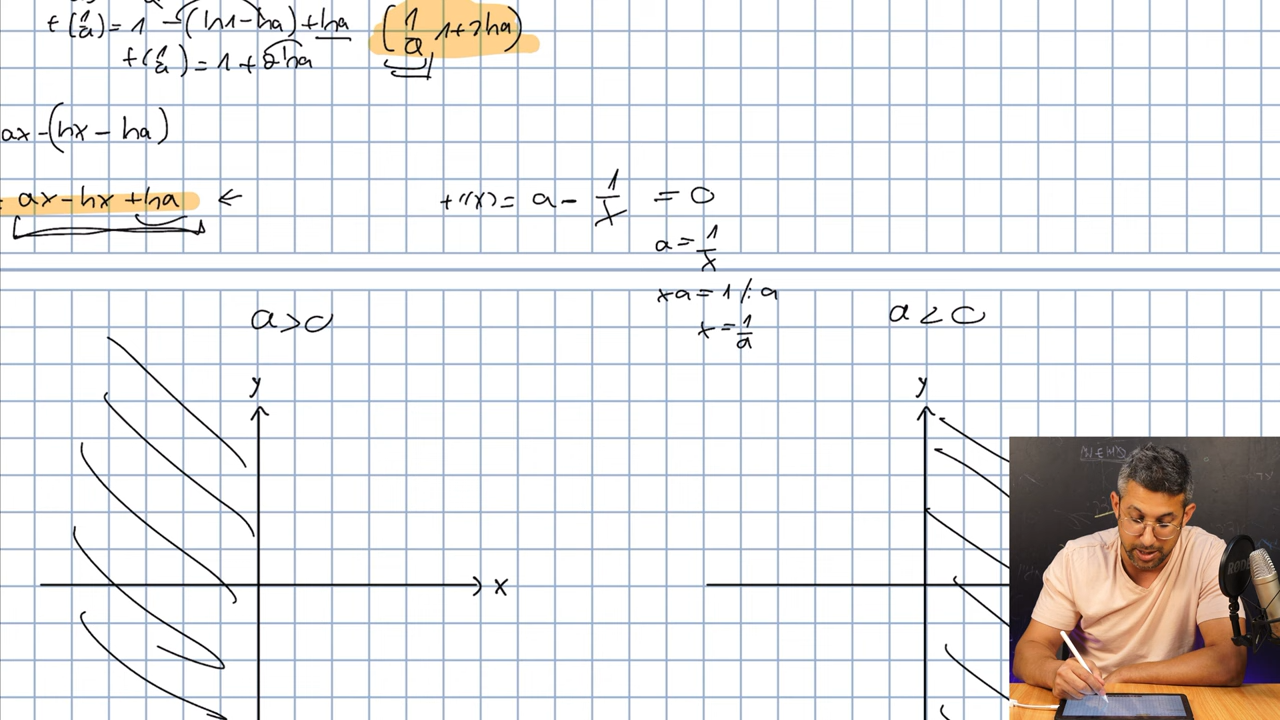 f(1/a) = 1 - (ln1 - lna) + lna (1/a, 1+2lna)
f(1/a) = 1 + 2lna
ax - (lnx - lna)
ax - lnx + lna ←
f'(x) = a - 1/x = 0
a = 1/x
xa = 1 /: a
x = 1/a
a > 0
a < 0
y
y
x
RODE